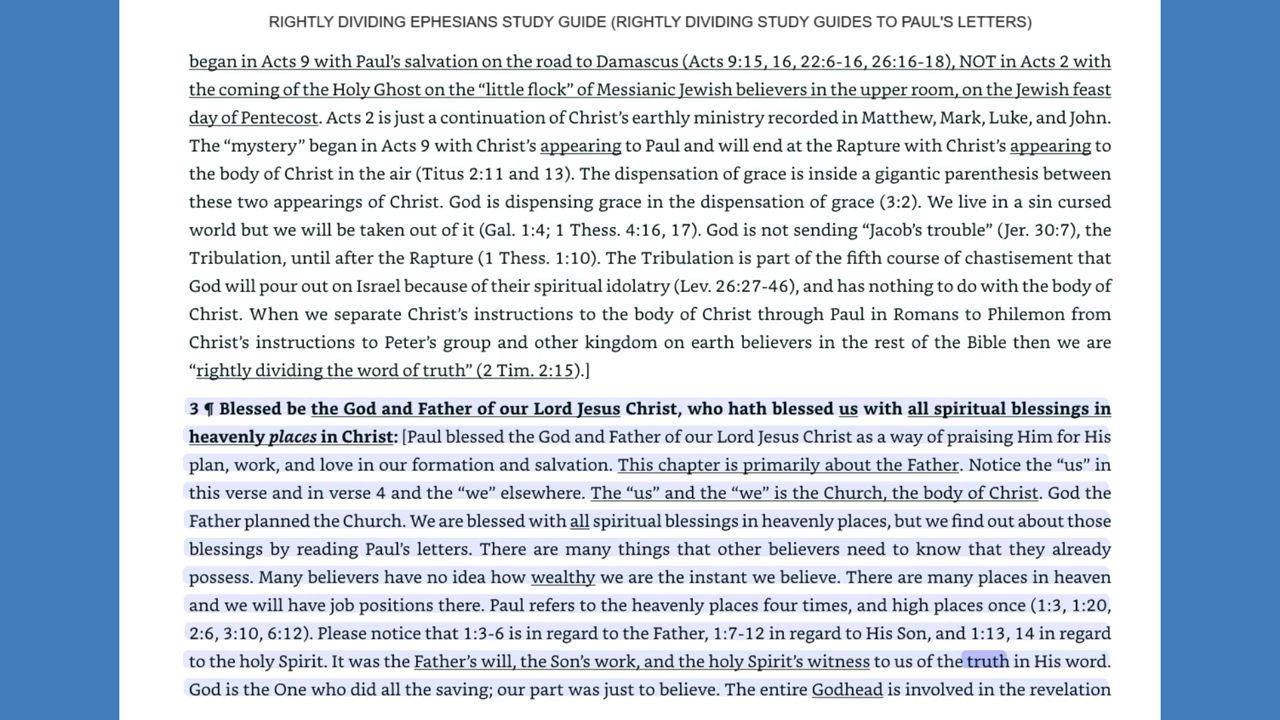 RIGHTLY DIVIDING EPHESIANS STUDY GUIDE (RIGHTLY DIVIDING STUDY GUIDES TO PAUL'S LETTERS)
began in Acts 9 with Paul’s salvation on the road to Damascus (Acts 9:15, 16, 22:6-16, 26:16-18), NOT in Acts 2 with
the coming of the Holy Ghost on the “little flock” of Messianic Jewish believers in the upper room, on the Jewish feast
day of Pentecost. Acts 2 is just a continuation of Christ’s earthly ministry recorded in Matthew, Mark, Luke, and John.
The “mystery” began in Acts 9 with Christ’s appearing to Paul and will end at the Rapture with Christ’s appearing to
the body of Christ in the air (Titus 2:11 and 13). The dispensation of grace is inside a gigantic parenthesis between
these two appearings of Christ. God is dispensing grace in the dispensation of grace (3:2). We live in a sin cursed
world but we will be taken out of it (Gal. 1:4; 1 Thess. 4:16, 17). God is not sending “Jacob’s trouble” (Jer. 30:7), the
Tribulation, until after the Rapture (1 Thess. 1:10). The Tribulation is part of the fifth course of chastisement that
God will pour out on Israel because of their spiritual idolatry (Lev. 26:27-46), and has nothing to do with the body of
Christ. When we separate Christ’s instructions to the body of Christ through Paul in Romans to Philemon from
Christ’s instructions to Peter’s group and other kingdom on earth believers in the rest of the Bible then we are
“rightly dividing the word of truth” (2 Tim. 2:15).]
3 ¶ Blessed be the God and Father of our Lord Jesus Christ, who hath blessed us with all spiritual blessings in
heavenly places in Christ: [Paul blessed the God and Father of our Lord Jesus Christ as a way of praising Him for His
plan, work, and love in our formation and salvation. This chapter is primarily about the Father. Notice the “us” in
this verse and in verse 4 and the “we” elsewhere. The “us” and the “we” is the Church, the body of Christ. God the
Father planned the Church. We are blessed with all spiritual blessings in heavenly places, but we find out about those
blessings by reading Paul’s letters. There are many things that other believers need to know that they already
possess. Many believers have no idea how wealthy we are the instant we believe. There are many places in heaven
and we will have job positions there. Paul refers to the heavenly places four times, and high places once (1:3, 1:20,
2:6, 3:10, 6:12). Please notice that 1:3-6 is in regard to the Father, 1:7-12 in regard to His Son, and 1:13, 14 in regard
to the holy Spirit. It was the Father’s will, the Son’s work, and the holy Spirit’s witness to us of the truth in His word.
God is the One who did all the saving; our part was just to believe. The entire Godhead is involved in the revelation